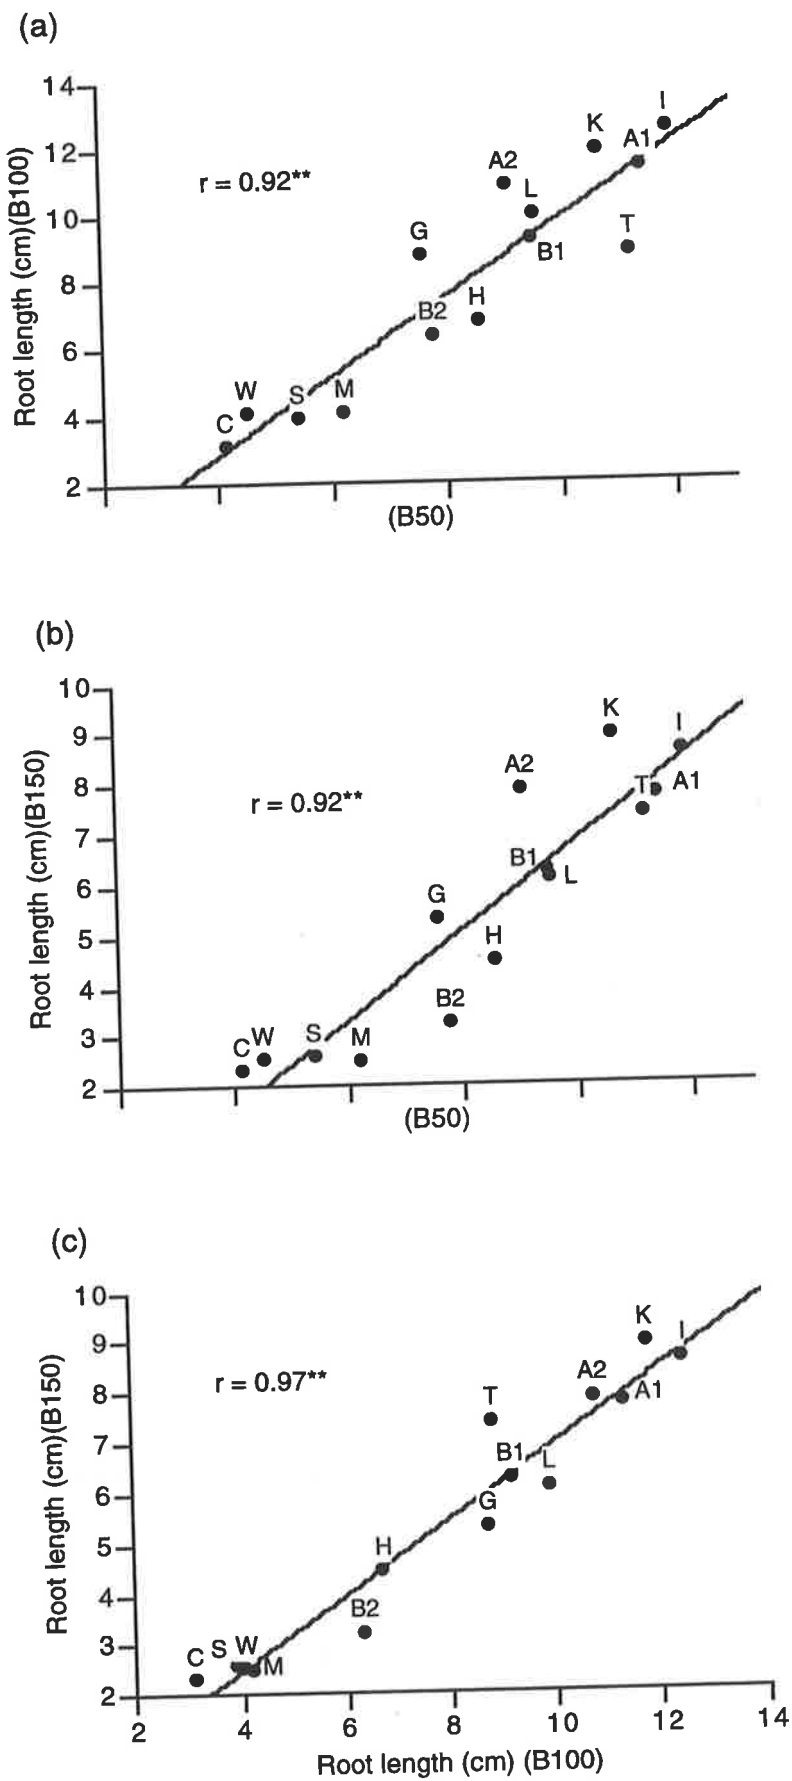 (a)
14
12
10
8
6
4
2
Root length (cm)(B100)
r = 0.92**
I
K
A1
A2
L
T
G
B1
H
B2
W
S
M
C
(B50)
(b)
10
9
8
7
6
5
4
3
2
Root length (cm)(B150)
r = 0.92**
K
I
A2
T
A1
B1
L
G
H
B2
S
M
C
W
(B50)
(c)
10
9
8
7
6
5
4
3
2
Root length (cm)(B150)
r = 0.97**
K
I
A2
A1
T
B1
L
G
H
B2
C
S
W
M
2 4 6 8 10 12 14
Root length (cm) (B100)